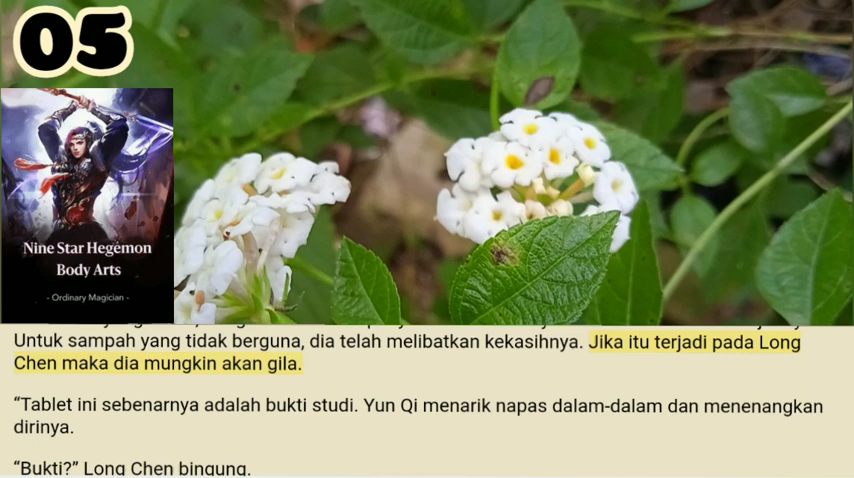 05
Nine Star Hegemon
Body Arts
- Ordinary Magician -
Untuk sampah yang tidak berguna, dia telah melibatkan kekasihnya. Jika itu terjadi pada Long
Chen maka dia mungkin akan gila.
“Tablet ini sebenarnya adalah bukti studi. Yun Qi menarik napas dalam-dalam dan menenangkan
dirinya.
“Bukti?” Long Chen bingung.